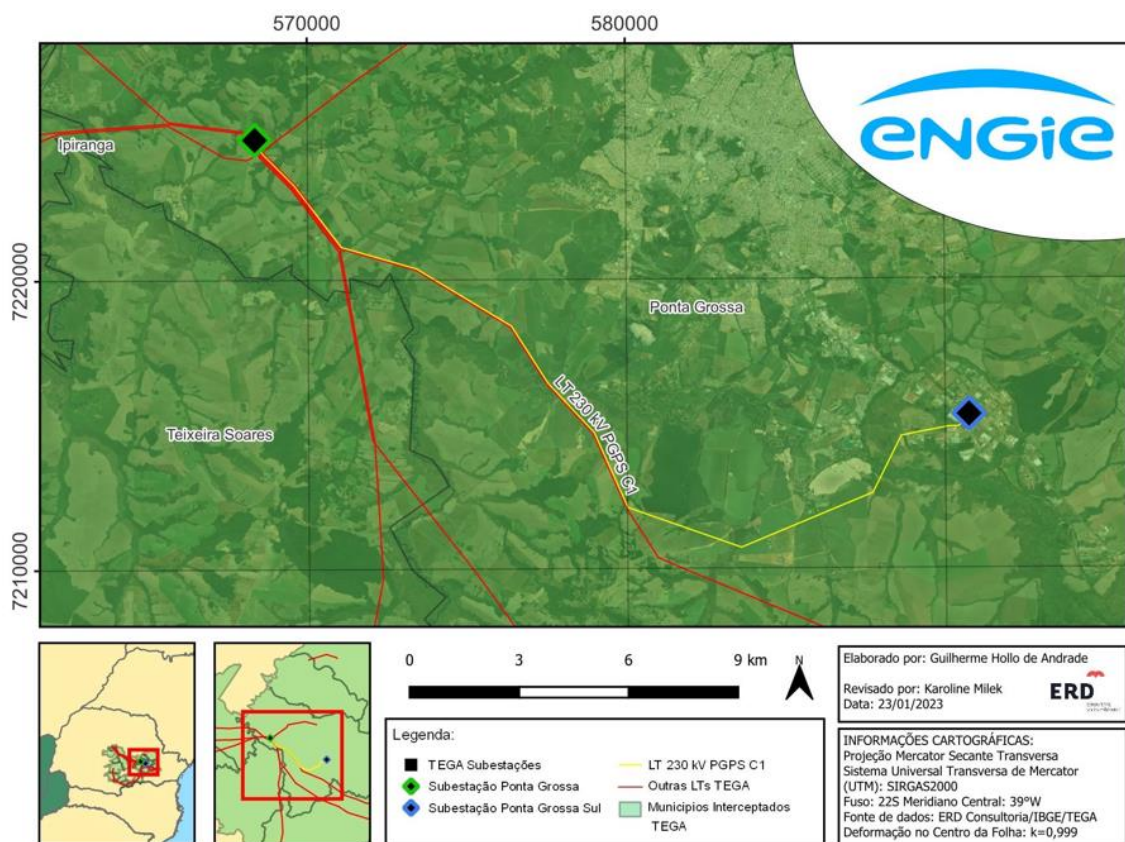 570000
580000
ENGiE
Ipiranga
7220000
Ponta Grossa
LT 230 kV PGPS C1
Teixeira Soares
7210000
0 3 6 9 km
N
Elaborado por: Guilherme Hollo de Andrade
Revisado por: Karoline Milek
Data: 23/01/2023
ERD
Legenda:
TEGA Subestações
Subestação Ponta Grossa
Subestação Ponta Grossa Sul
LT 230 kV PGPS C1
Outras LTs TEGA
Municipios Interceptados
TEGA
INFORMAÇÕES CARTOGRÁFICAS:
Projeção Mercator Secante Transversa
Sistema Universal Transversa de Mercator
(UTM): SIRGAS2000
Fuso: 22S Meridiano Central: 39°W
Fonte de dados: ERD Consultoria/IBGE/TEGA
Deformação no Centro da Folha: k=0,999